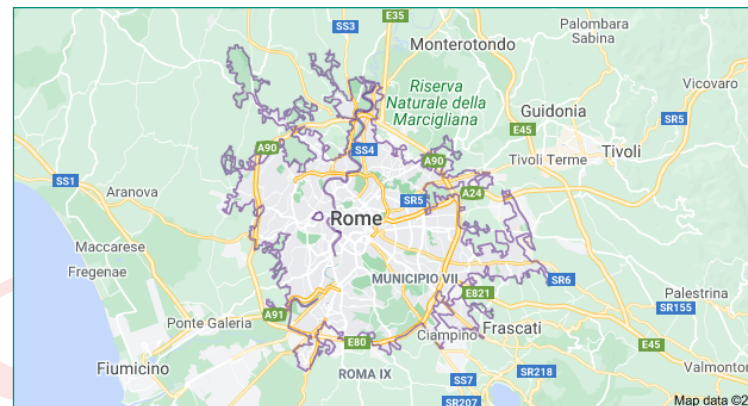 E35
SS3
Palombara
Sabina
Monterotondo
Vicovaro
Riserva
Naturale della
Marcigliana
Guidonia
SR5
E45
A90
SS4
A90
Tivoli Terme
Tivoli
SS1
Aranova
A24
SR5
Rome
Maccarese
Fregenae
MUNICIPIO VII
SR6
E821
Palestrina
SR155
A91
Ponte Galeria
Frascati
Ciampino
E80
E45
Fiumicino
ROMA IX
SS7
SR218
Valmonton
SR207
Map data ©2